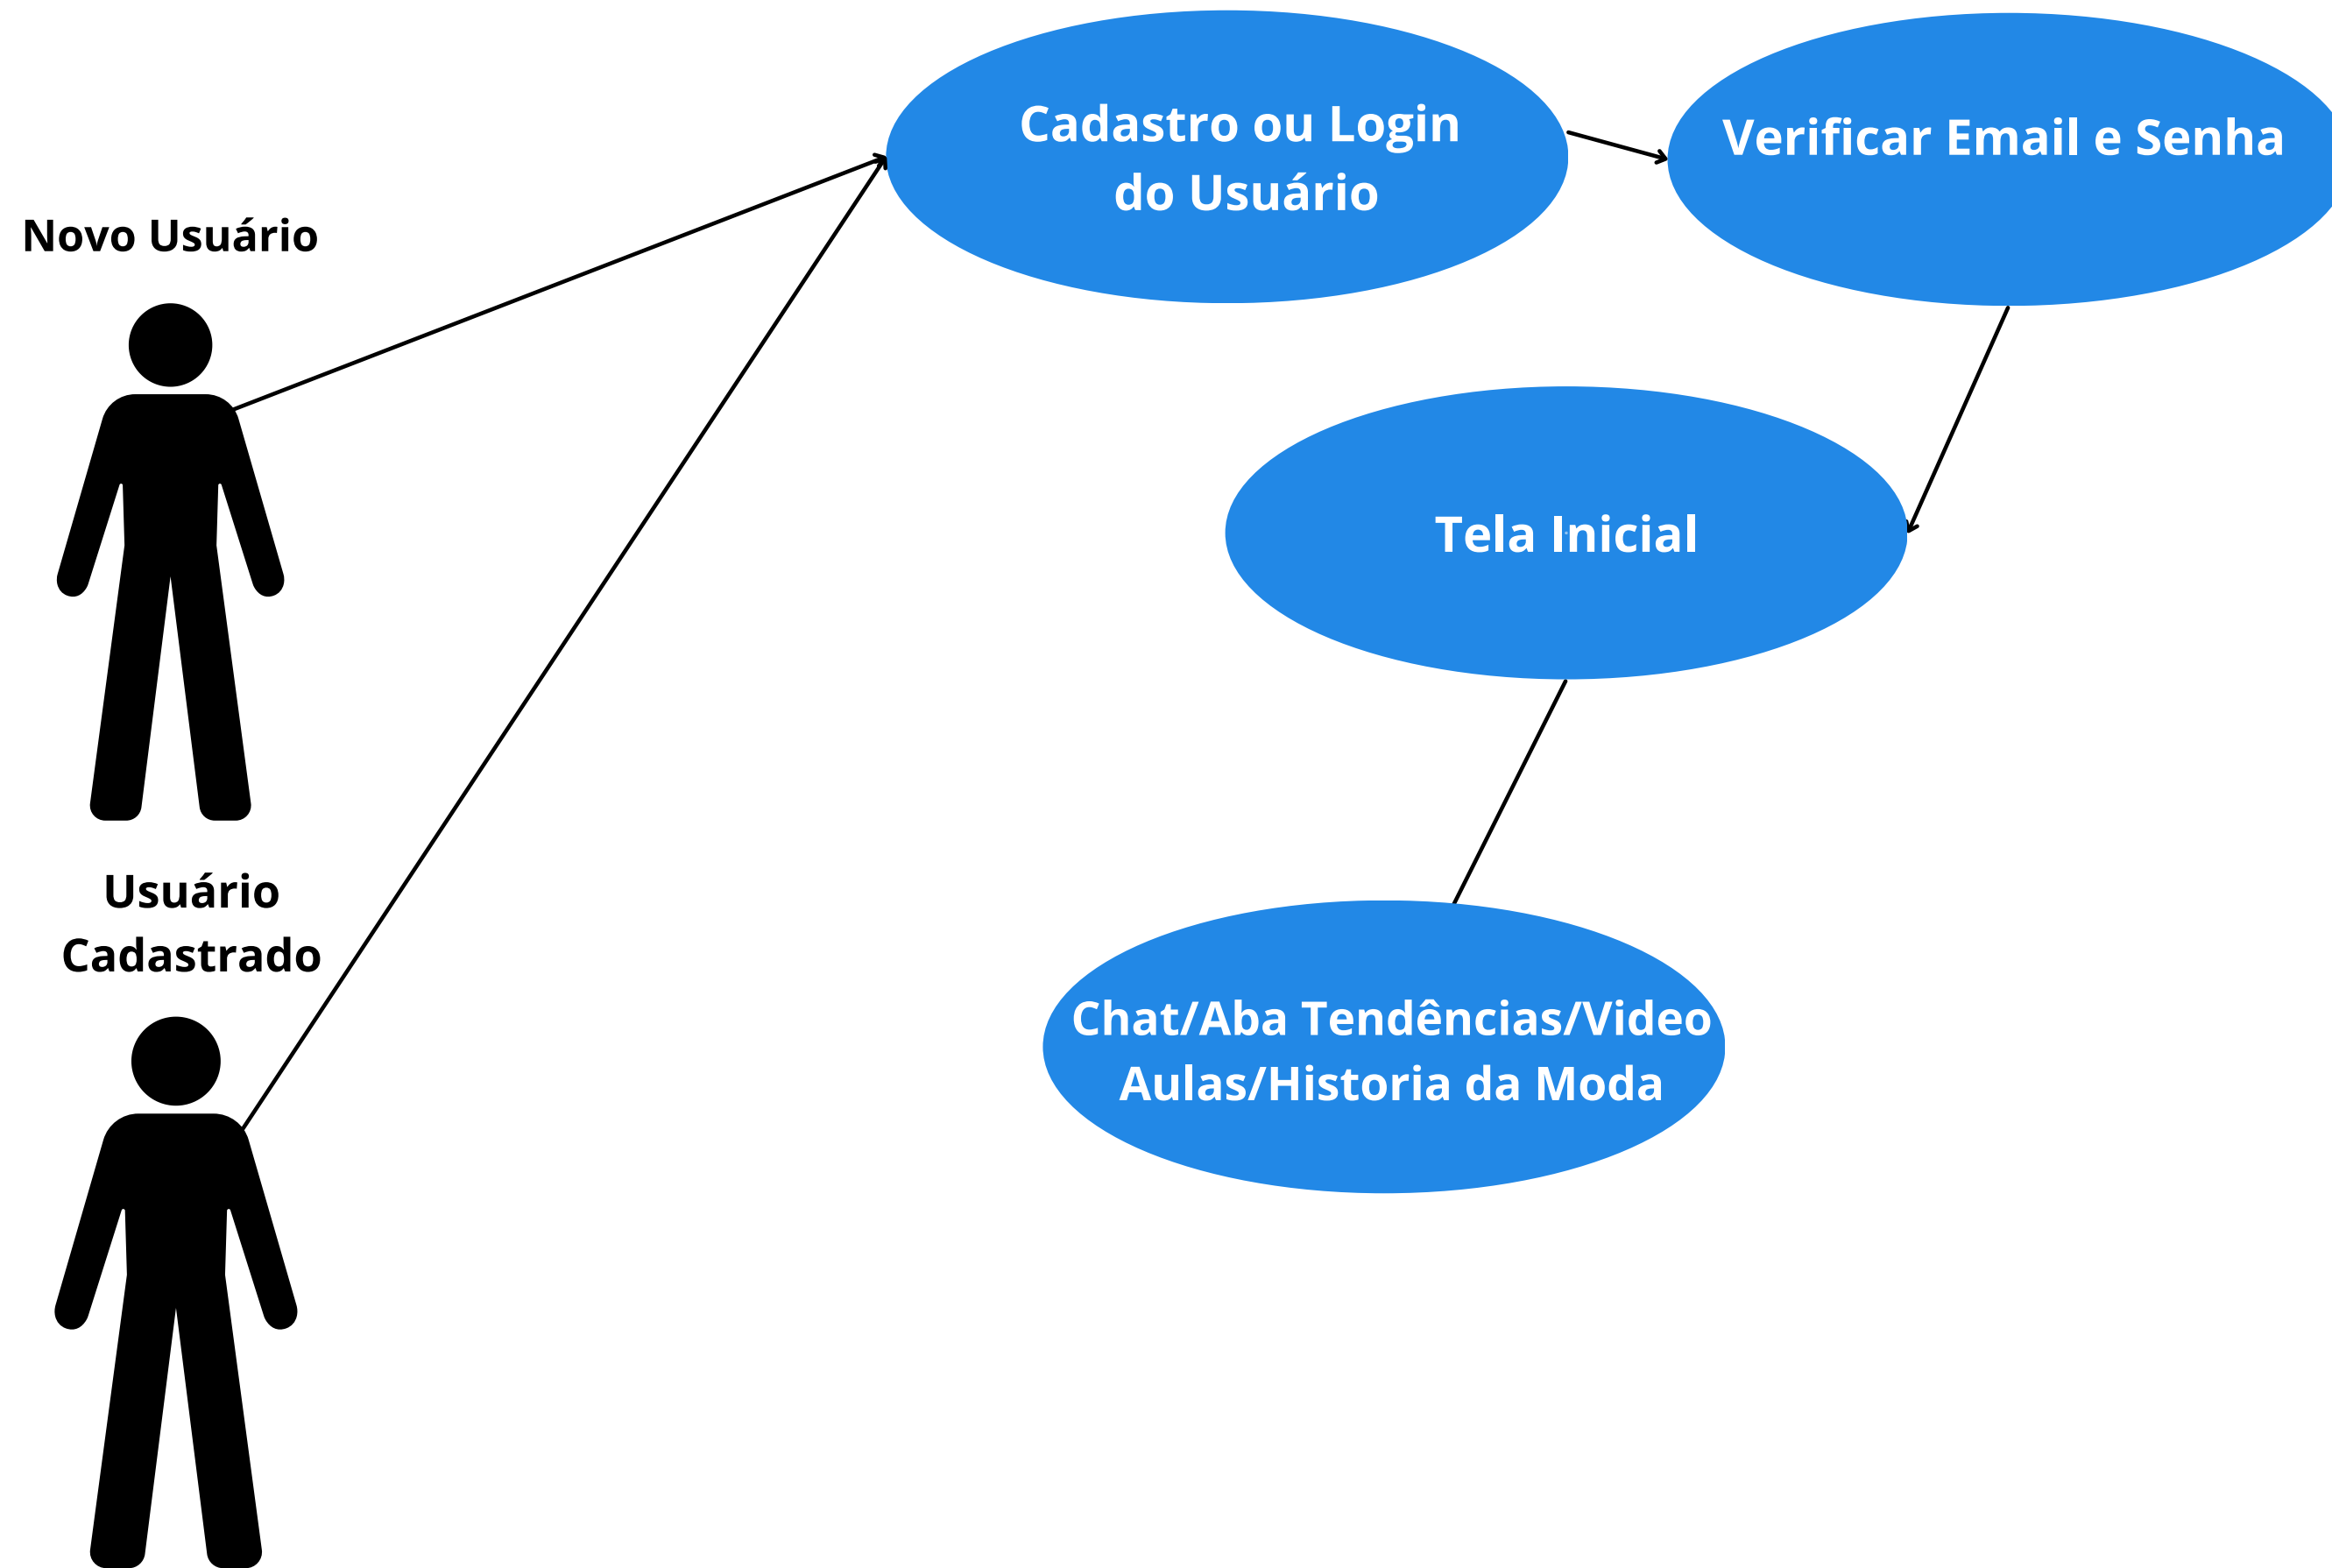 Cadastro ou Login
do Usuário
Verificar Email e Senha
Novo Usuário
Tela Inicial
Usuário
Cadastrado
Chat/Aba Tendências/Video
Aulas/Historia da Moda